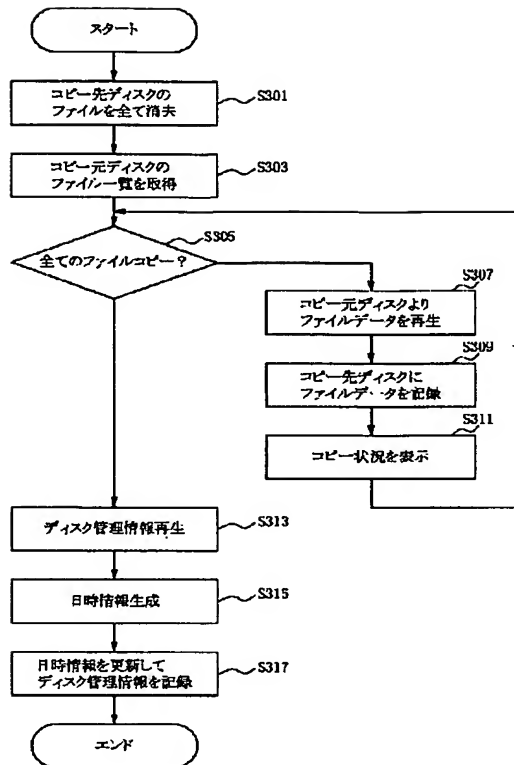 スタート
コピー先ディスクの
ファイルを全て消去
S301
コピー元ディスクの
ファイル一覧を取得
S303
S305
全てのファイルコピー？
S307
コピー元ディスクより
ファイルデータを再生
S309
コピー先ディスクに
ファイルデータを記録
S311
コピー状況を表示
ディスク管理情報再生
S313
日時情報生成
S315
日時情報を更新して
ディスク管理情報を記録
S317
エンド